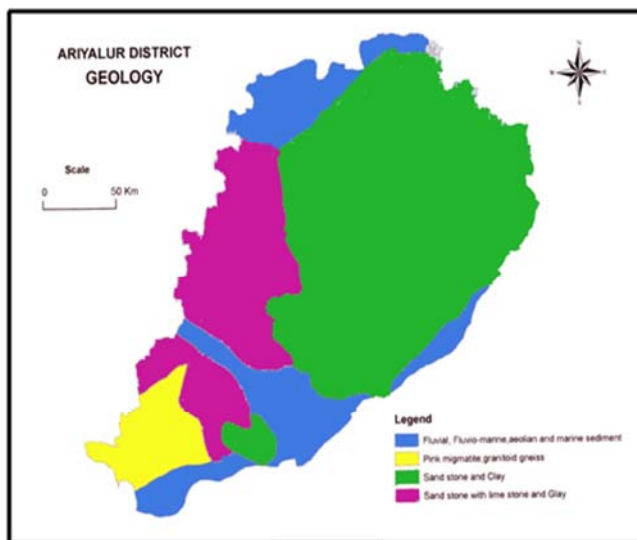 ARIYALUR DISTRICT
GEOLOGY
N
Scale
0 50 Km
Legend
Fluvial, Fluvio-marine,aeolian and marine sediment
Pink migmatite,granitoid gneiss
Sand stone and Clay
Sand stone with lime stone and Glay